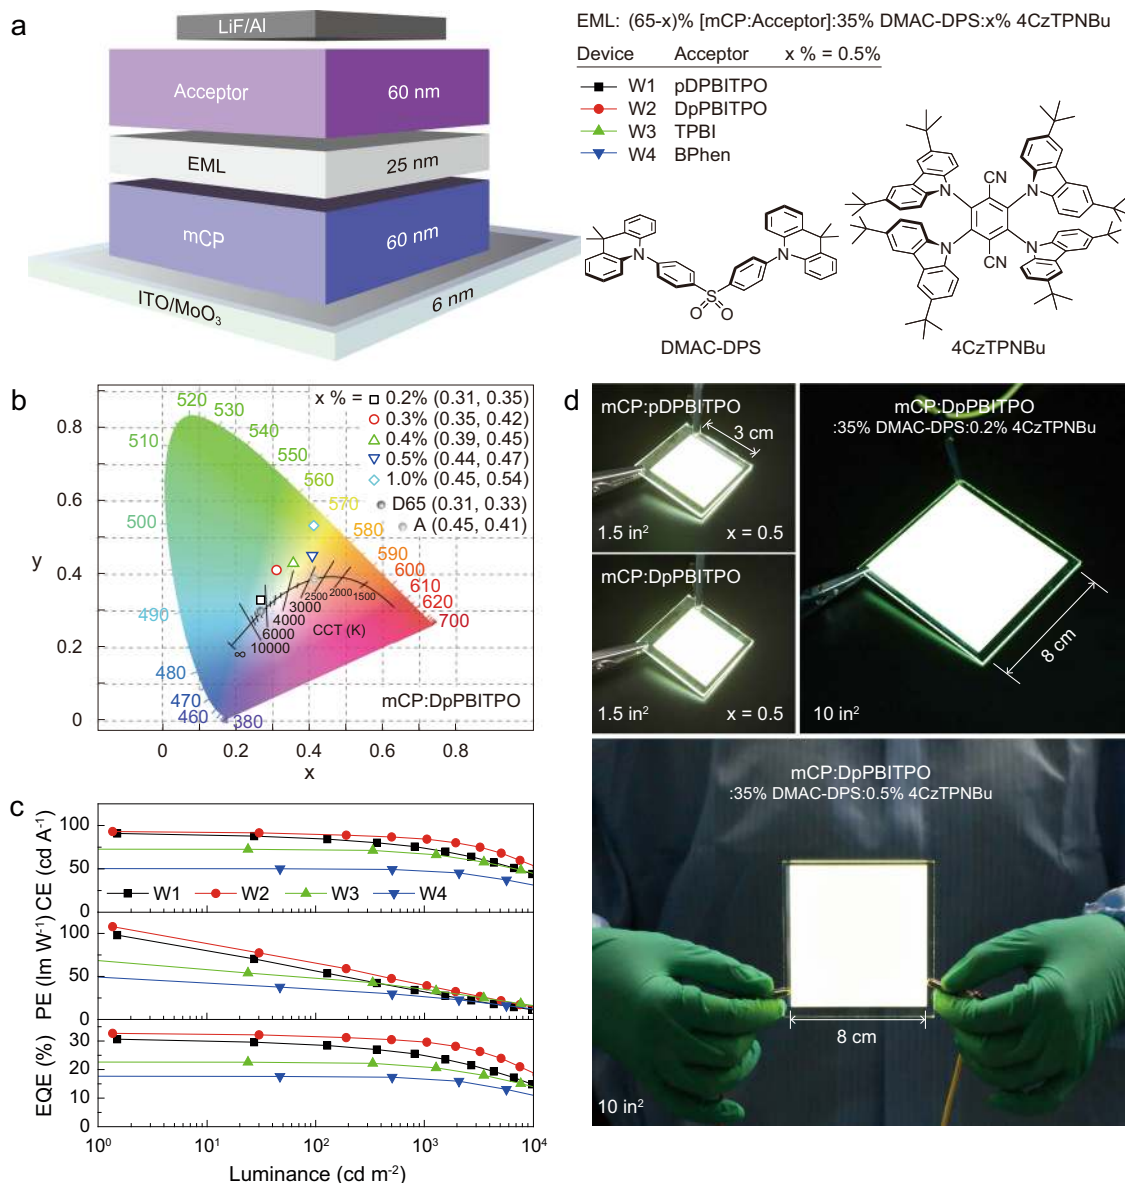 a
LiF/Al
Acceptor 60 nm
EML 25 nm
mCP 60 nm
ITO/MoO₃ 6 nm
EML: (65-x)% [mCP:Acceptor]:35% DMAC-DPS:x% 4CzTPNBu
Device Acceptor x % = 0.5%
W1 pDPBITPO
W2 DpPBITPO
W3 TPBI
W4 BPhen
N
N
S
O O
DMAC-DPS
CN
N N
N N
CN
4CzTPNBu
b
x % = 0.2% (0.31, 0.35)
0.3% (0.35, 0.42)
0.4% (0.39, 0.45)
0.5% (0.44, 0.47)
1.0% (0.45, 0.54)
D65 (0.31, 0.33)
A (0.45, 0.41)
0.8
0.6
0.4
0.2
0
y
520
530
540
510
550
560
570
500
580
590
600
610
620
700
490
480
470
460
380
1500
2000
2500
3000
4000
6000
10000
∞
CCT (K)
mCP:DpPBITPO
0 0.2 0.4 0.6 0.8
x
c
CE (cd A⁻¹)
100
50
0
W1 W2 W3 W4
PE (lm W⁻¹)
100
50
0
EQE (%)
30
20
10
0
10⁰ 10¹ 10² 10³ 10⁴
Luminance (cd m⁻²)
d
mCP:pDPBITPO
3 cm
1.5 in² x = 0.5
mCP:DpPBITPO
1.5 in² x = 0.5
mCP:DpPBITPO
:35% DMAC-DPS:0.2% 4CzTPNBu
8 cm
10 in²
mCP:DpPBITPO
:35% DMAC-DPS:0.5% 4CzTPNBu
8 cm
10 in²